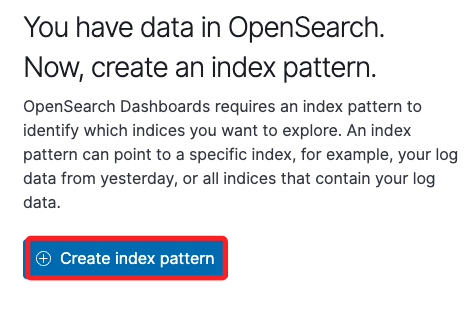 You have data in OpenSearch.
Now, create an index pattern.
OpenSearch Dashboards requires an index pattern to
identify which indices you want to explore. An index
pattern can point to a specific index, for example, your log
data from yesterday, or all indices that contain your log
data.
Create index pattern